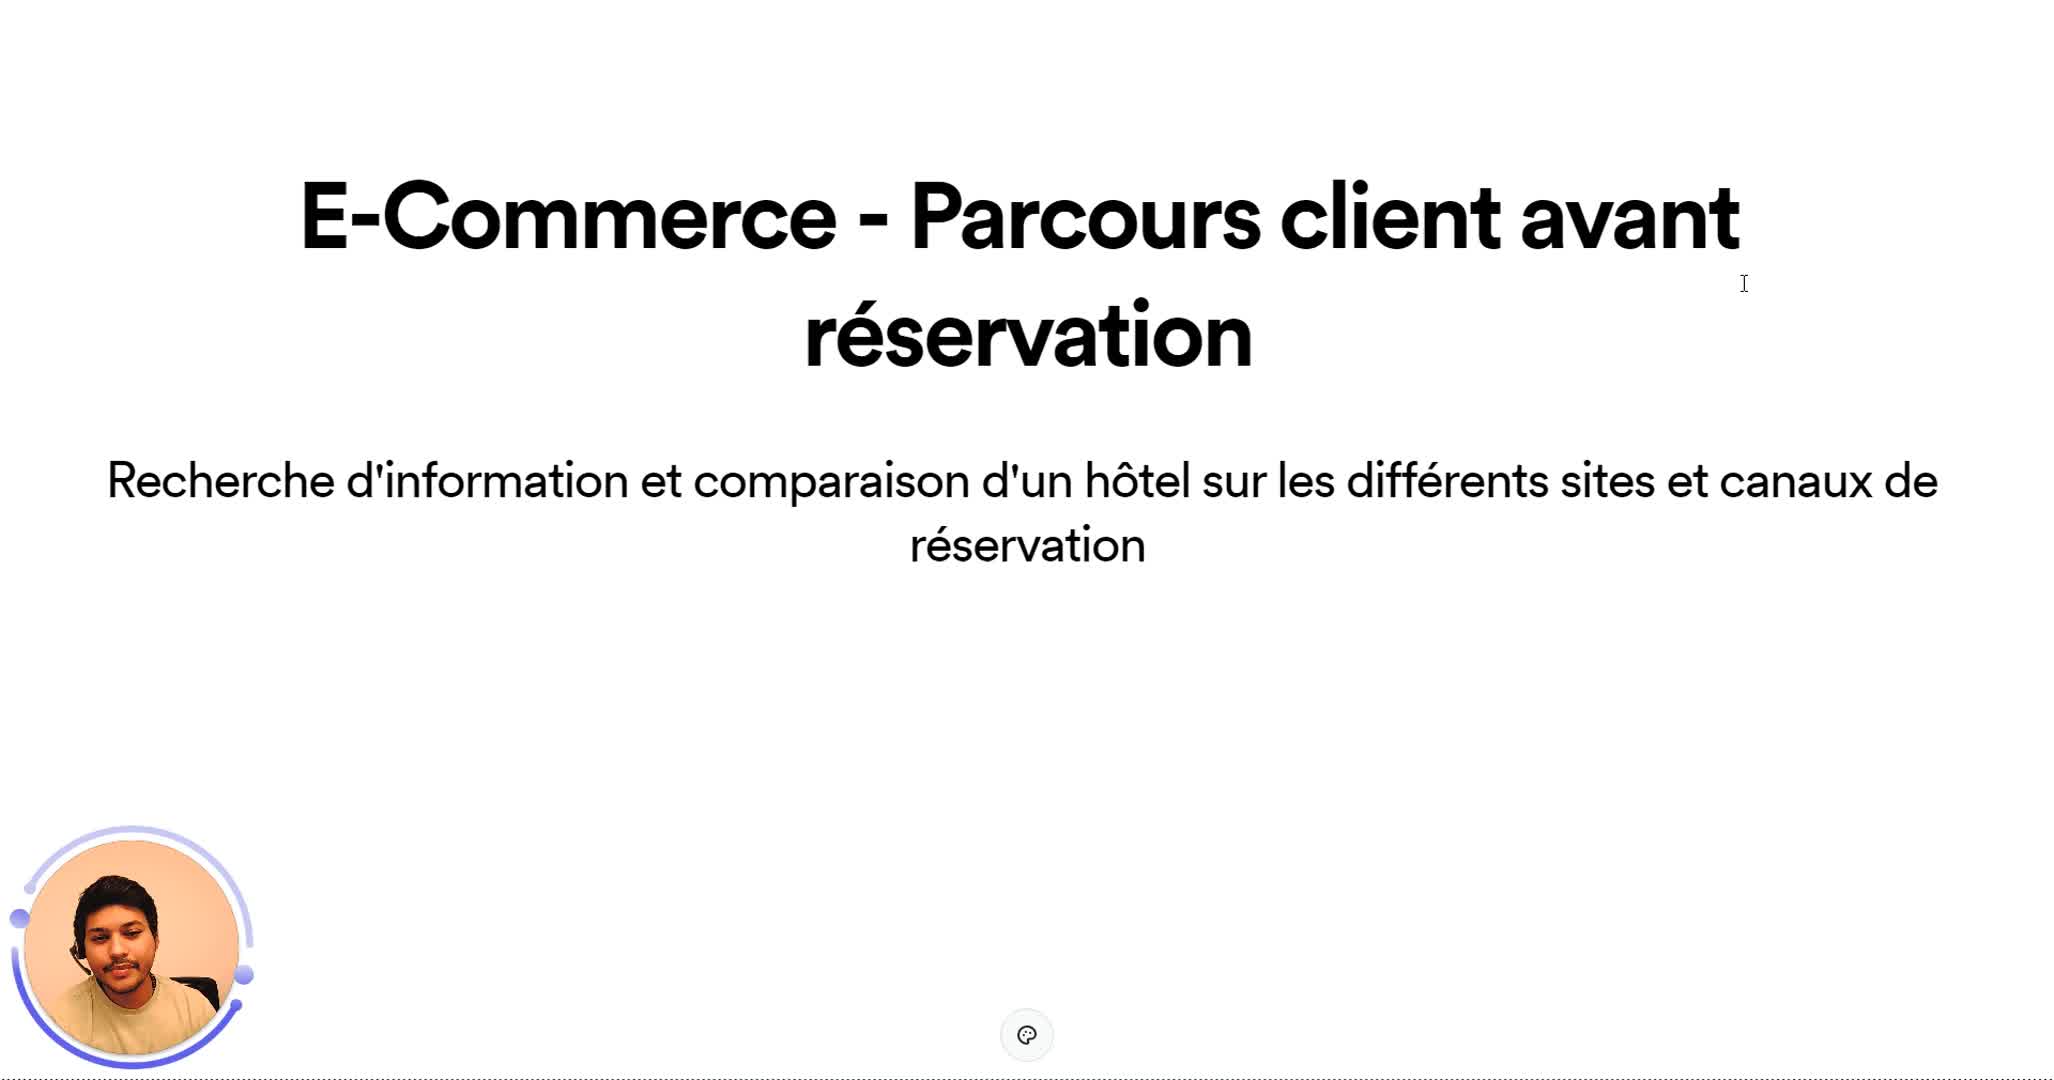 E-Commerce - Parcours client avant
réservation
Recherche d'information et comparaison d'un hôtel sur les différents sites et canaux de
réservation